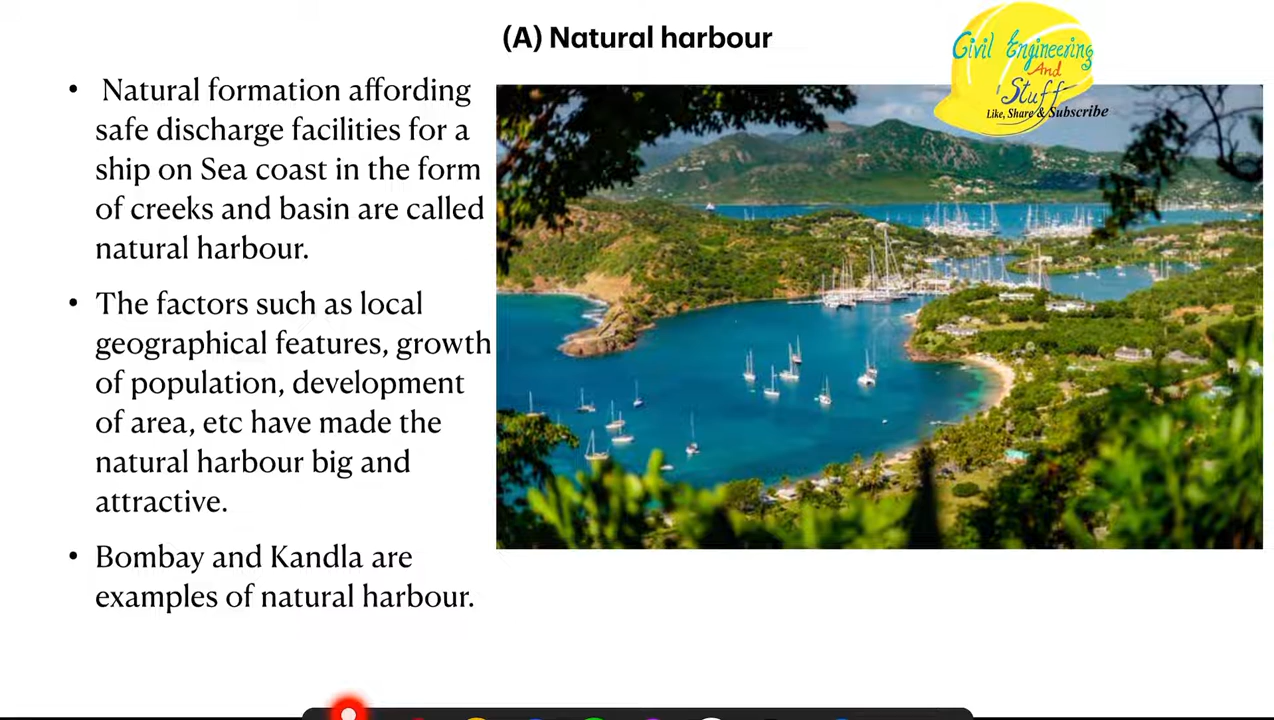 (A) Natural harbour
Civil Engineering
And
Stuff
Like, Share & Subscribe
• Natural formation affording
safe discharge facilities for a
ship on Sea coast in the form
of creeks and basin are called
natural harbour.
• The factors such as local
geographical features, growth
of population, development
of area, etc have made the
natural harbour big and
attractive.
• Bombay and Kandla are
examples of natural harbour.